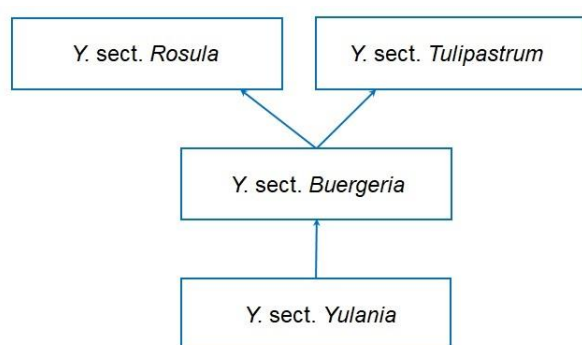 Y. sect. Rosula
Y. sect. Tulipastrum
Y. sect. Buergeria
Y. sect. Yulania